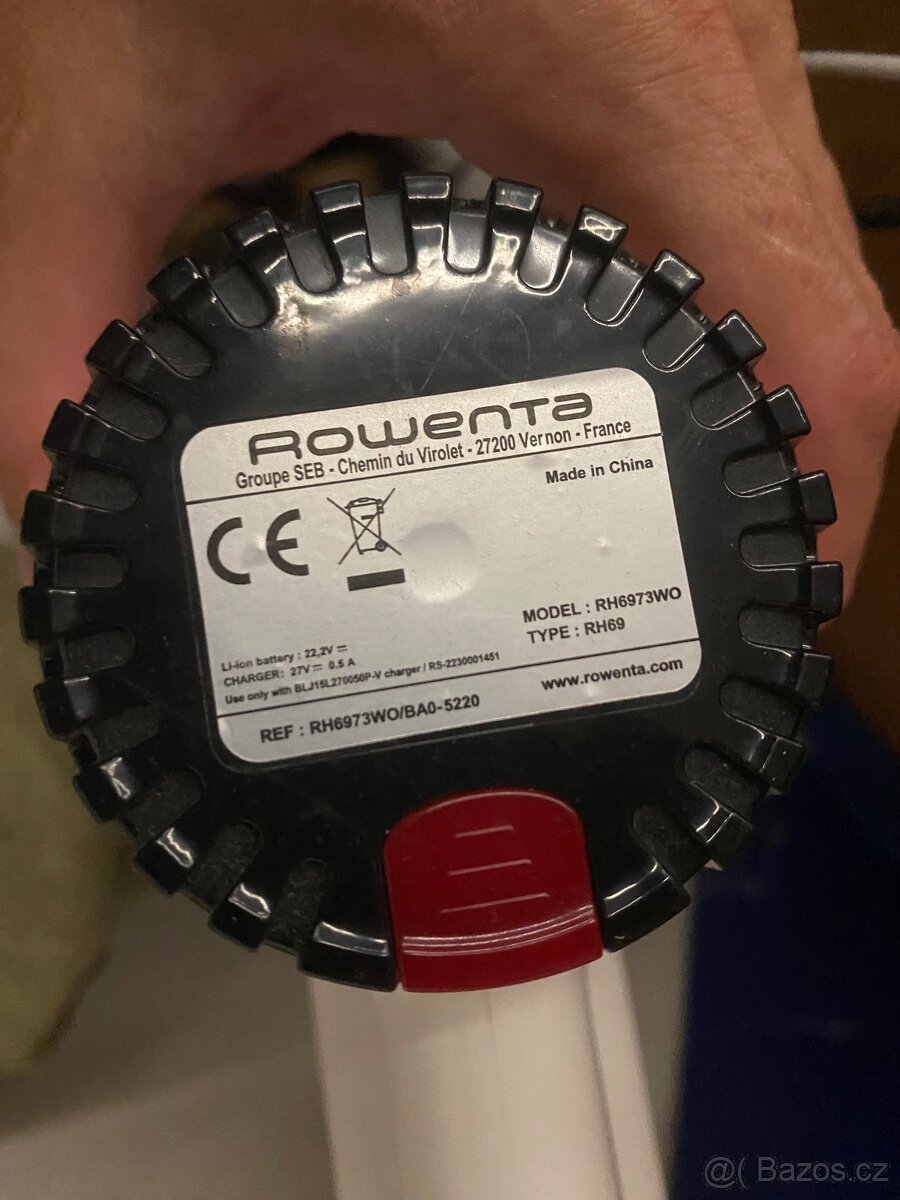 Rowenta
Groupe SEB - Chemin du Virolet - 27200 Vernon - France
Made in China
CE
MODEL : RH6973WO
TYPE : RH69
Li-ion battery : 22,2V ⎓
CHARGER: 27V ⎓ 0.5 A
Use only with BLJ15L270050P-V charger / RS-2230001451
www.rowenta.com
REF : RH6973WO/BA0-5220
@( Bazos.cz